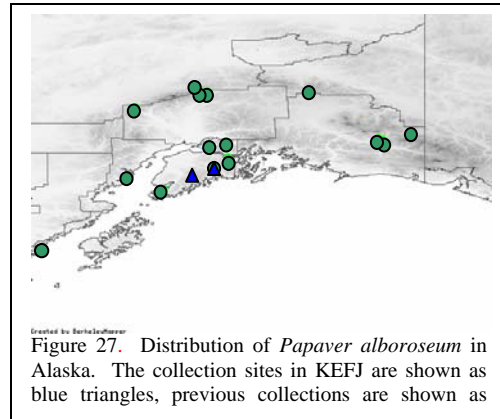 Created by BerkeleyMapper
Figure 27. Distribution of Papaver alboroseum in
Alaska. The collection sites in KEFJ are shown as
blue triangles, previous collections are shown as